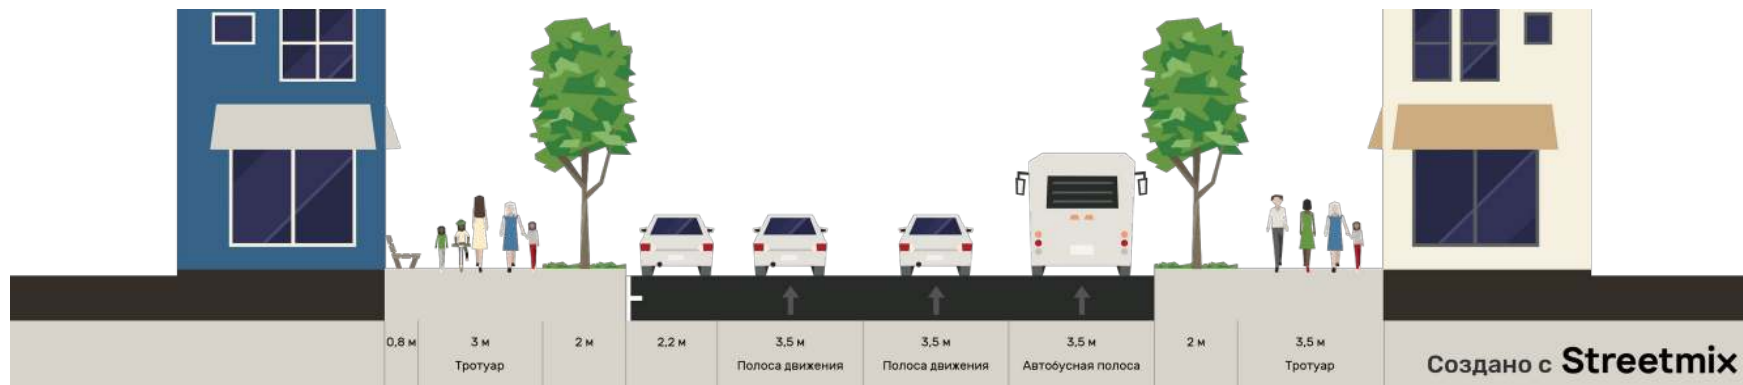 0,8 м
3 м
Тротуар
2 м
2,2 м
3,5 м
Полоса движения
3,5 м
Полоса движения
3,5 м
Автобусная полоса
2 м
3,5 м
Тротуар
Создано с Streetmix